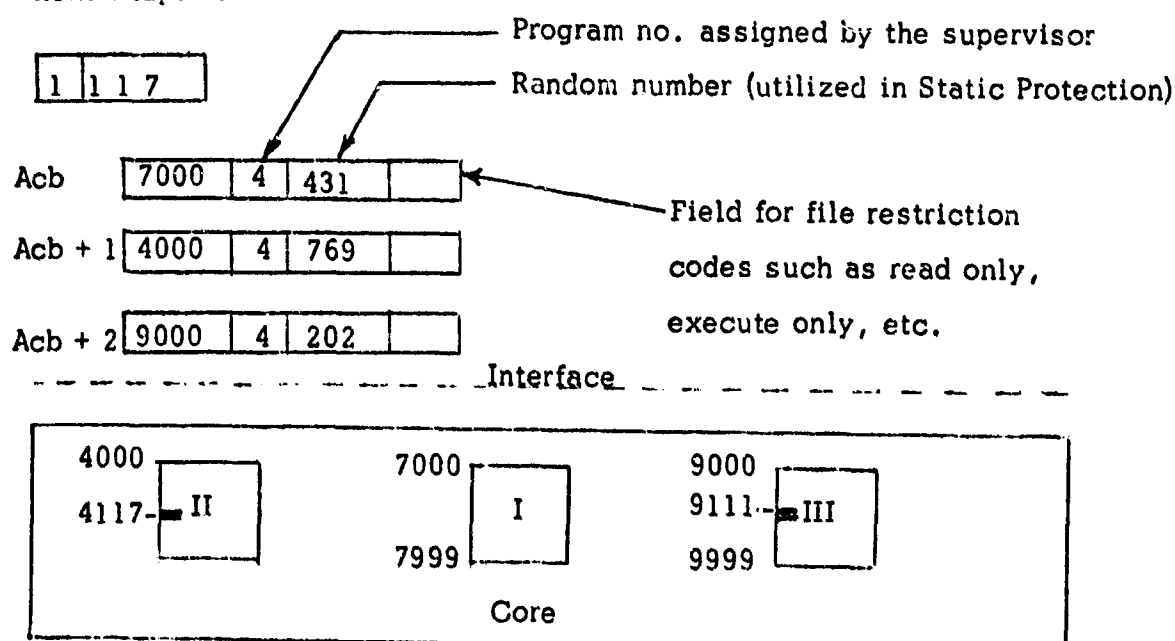 Program no. assigned by the supervisor
1 1 1 7
Random number (utilized in Static Protection)
Acb 7000 4 431
Field for file restriction
codes such as read only,
execute only, etc.
Acb + 1 4000 4 769
Acb + 2 9000 4 202
Interface
4000 7000 9000
4117 II I 9111 III
7999 9999
Core